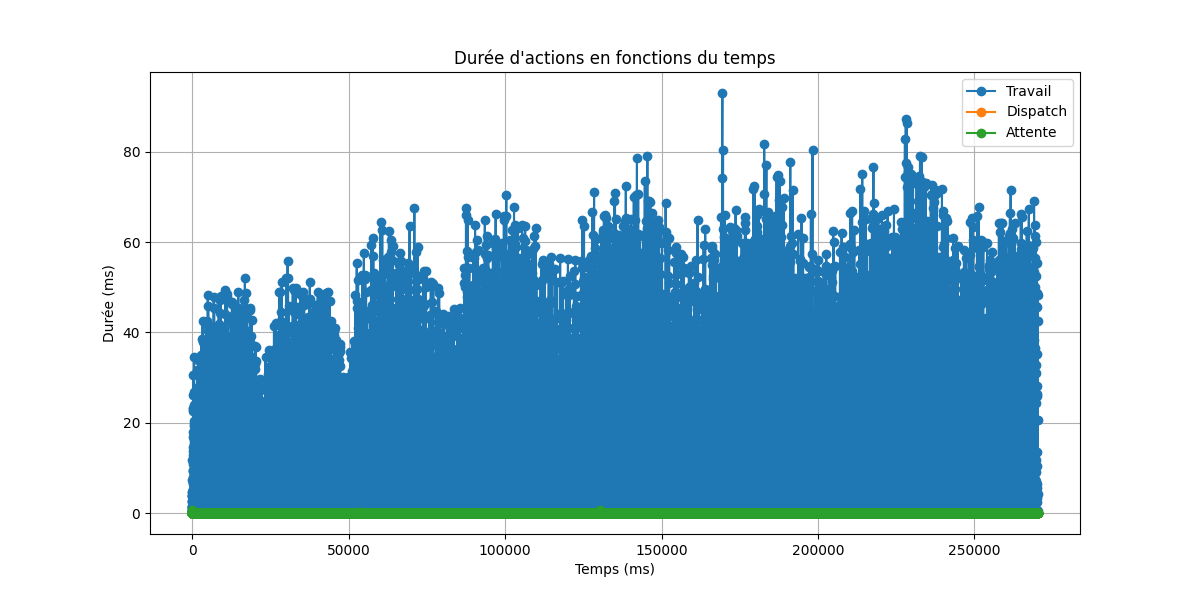 Durée d'actions en fonctions du temps
Travail
Dispatch
Attente
Durée (ms)
80
60
40
20
0
0 50000 100000 150000 200000 250000
Temps (ms)